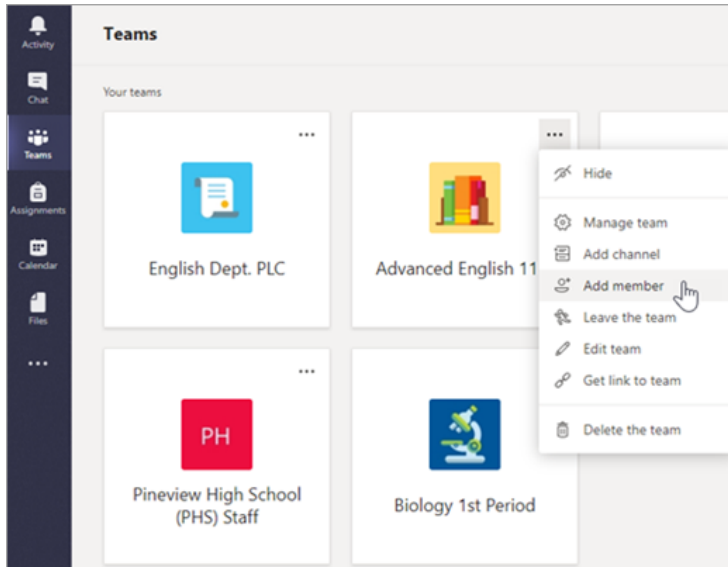 Activity
Chat
Teams
Assignments
Calendar
Files
Teams
Your teams
English Dept. PLC
Advanced English 11
Hide
Manage team
Add channel
Add member
Leave the team
Edit team
Get link to team
Delete the team
PH
Pineview High School
(PHS) Staff
Biology 1st Period